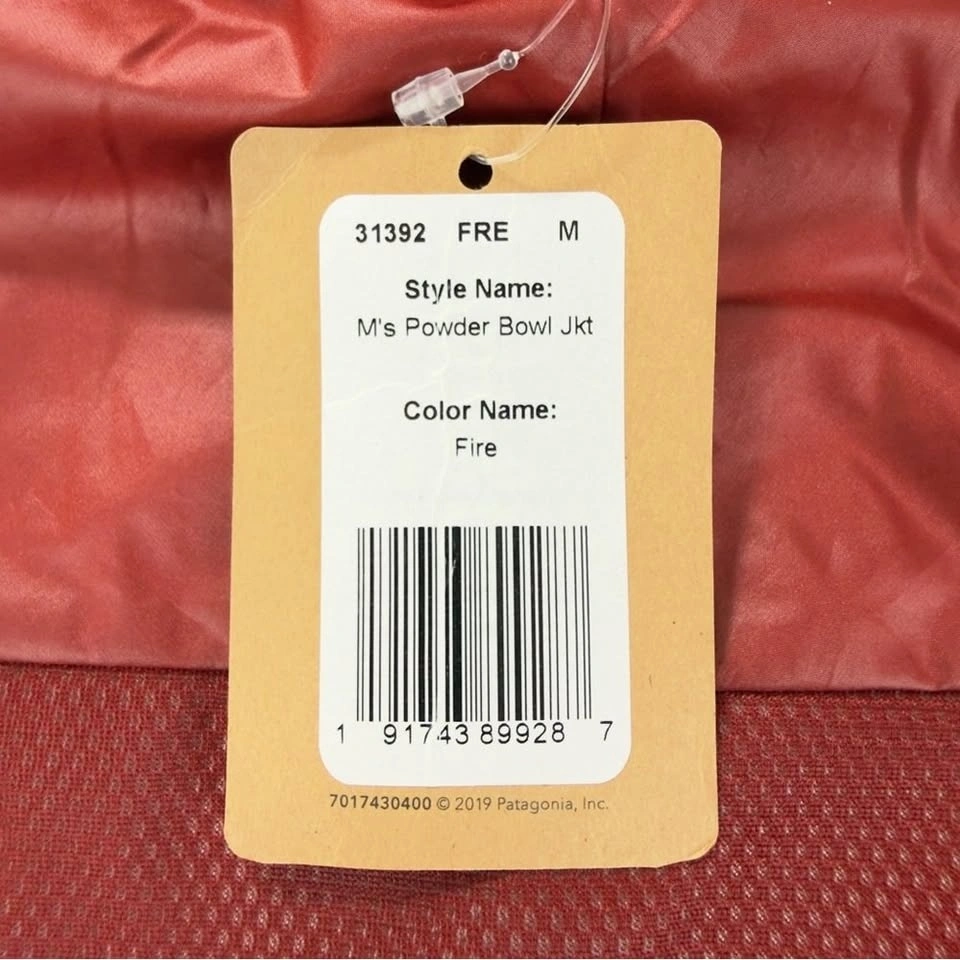 31392 FRE M
Style Name:
M's Powder Bowl Jkt
Color Name:
Fire
1 91743 89928 7
7017430400 © 2019 Patagonia, Inc.